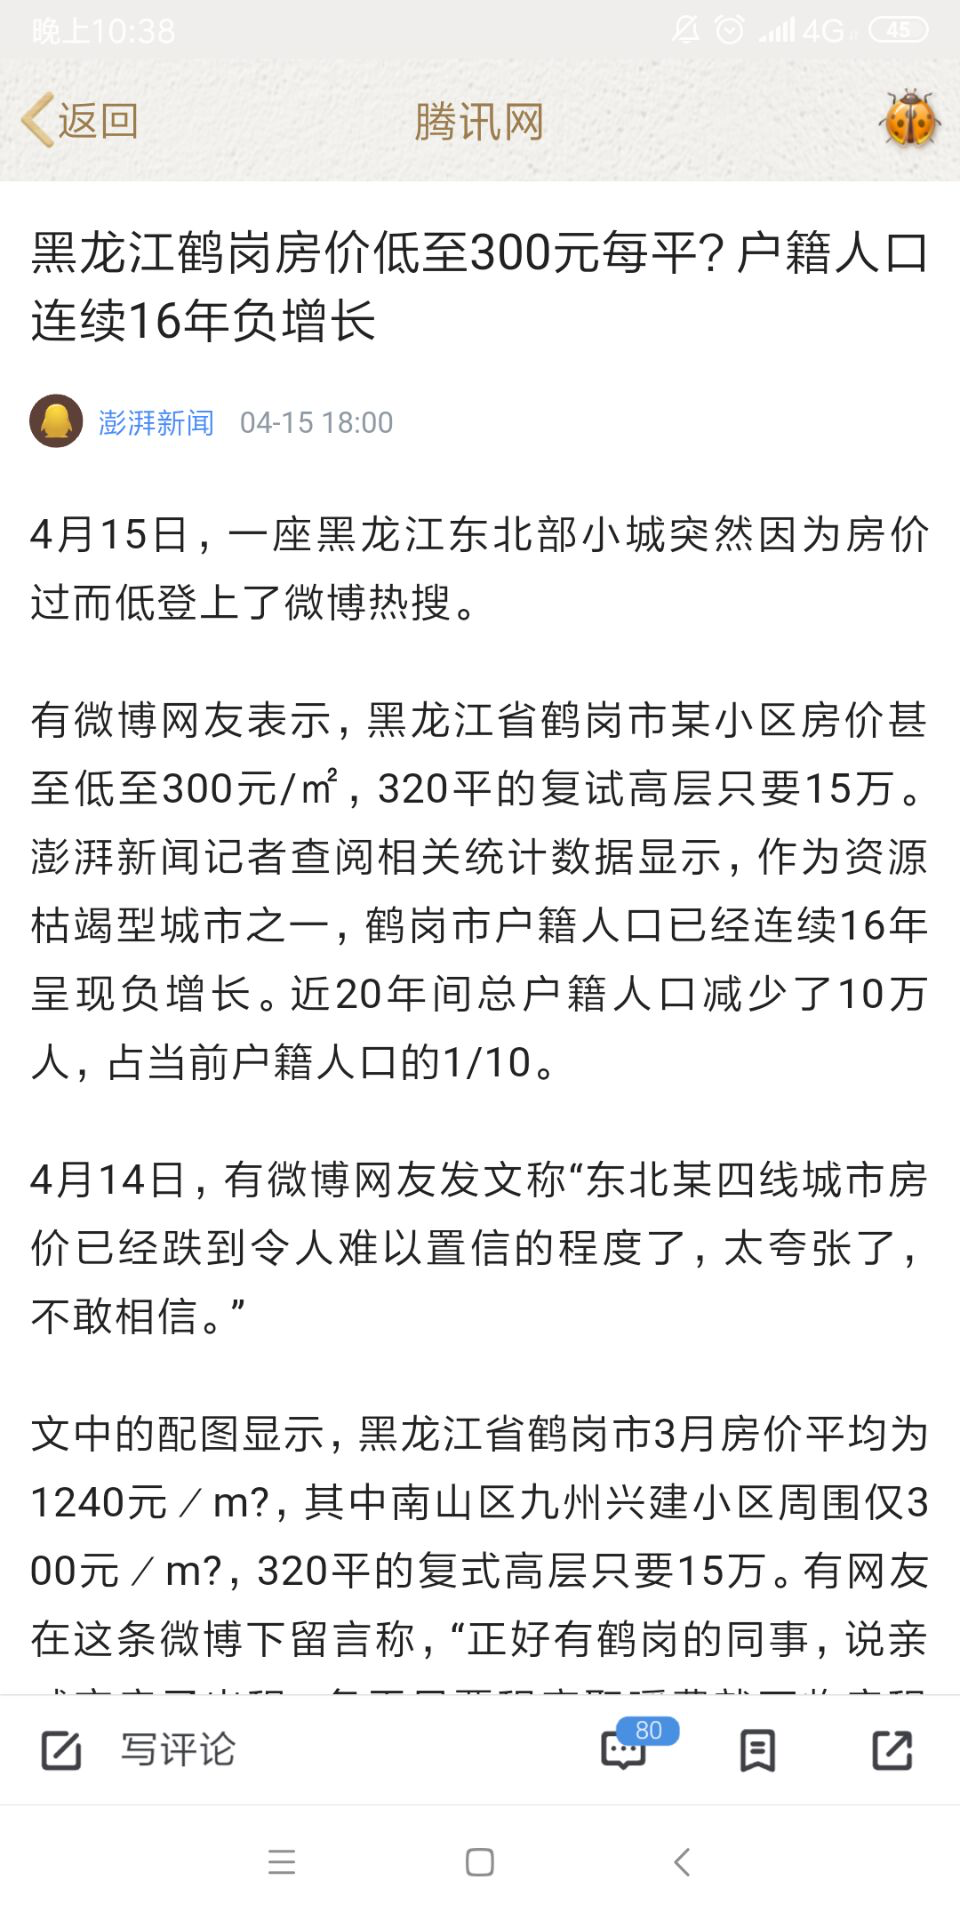 晚上10:38
4G
45
返回
腾讯网
黑龙江鹤岗房价低至300元每平？户籍人口
连续16年负增长
澎湃新闻 04-15 18:00
4月15日，一座黑龙江东北部小城突然因为房价
过而低登上了微博热搜。
有微博网友表示，黑龙江省鹤岗市某小区房价甚
至低至300元/㎡，320平的复试高层只要15万。
澎湃新闻记者查阅相关统计数据显示，作为资源
枯竭型城市之一，鹤岗市户籍人口已经连续16年
呈现负增长。近20年间总户籍人口减少了10万
人，占当前户籍人口的1/10。
4月14日，有微博网友发文称“东北某四线城市房
价已经跌到令人难以置信的程度了，太夸张了，
不敢相信。”
文中的配图显示，黑龙江省鹤岗市3月房价平均为
1240元／m?，其中南山区九州兴建小区周围仅3
00元／m?，320平的复式高层只要15万。有网友
在这条微博下留言称，“正好有鹤岗的同事，说亲
写评论
80